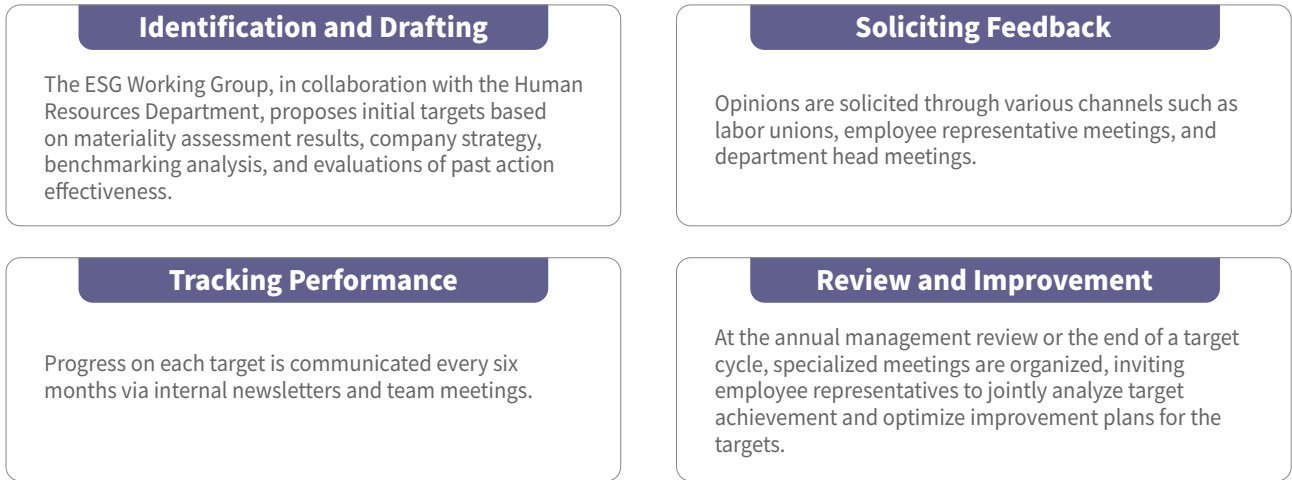 Identification and Drafting
The ESG Working Group, in collaboration with the Human
Resources Department, proposes initial targets based
on materiality assessment results, company strategy,
benchmarking analysis, and evaluations of past action
effectiveness.
Soliciting Feedback
Opinions are solicited through various channels such as
labor unions, employee representative meetings, and
department head meetings.
Tracking Performance
Progress on each target is communicated every six
months via internal newsletters and team meetings.
Review and Improvement
At the annual management review or the end of a target
cycle, specialized meetings are organized, inviting
employee representatives to jointly analyze target
achievement and optimize improvement plans for the
targets.